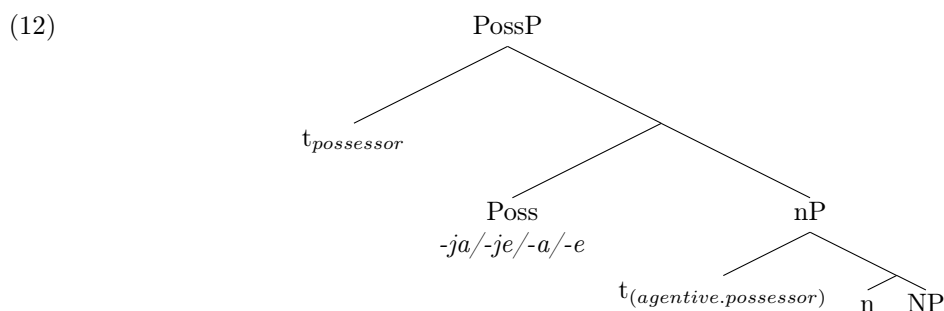 (12)
PossP
t_possessor
Poss nP
-ja/-je/-a/-e
t_(agentive.possessor) n NP